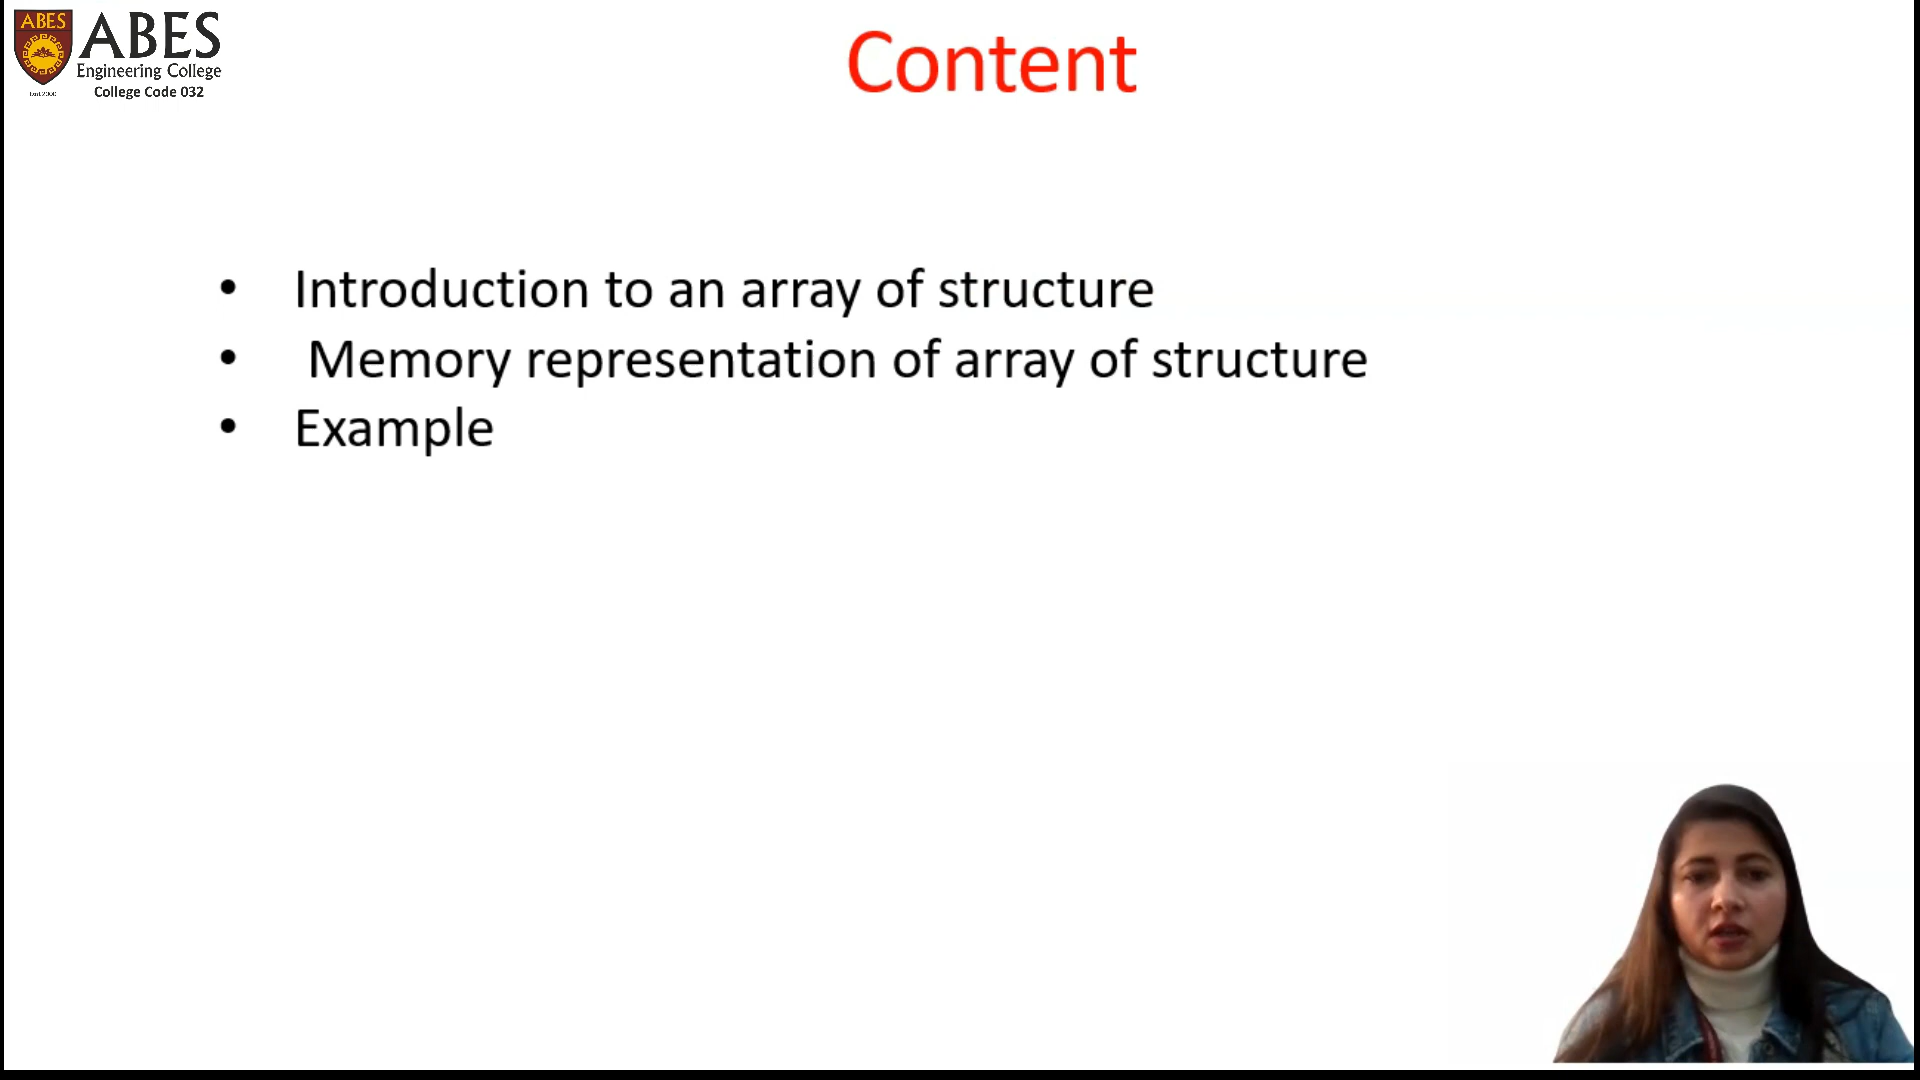 ABES
ABES
Engineering College
College Code 032
Content
• Introduction to an array of structure
• Memory representation of array of structure
• Example